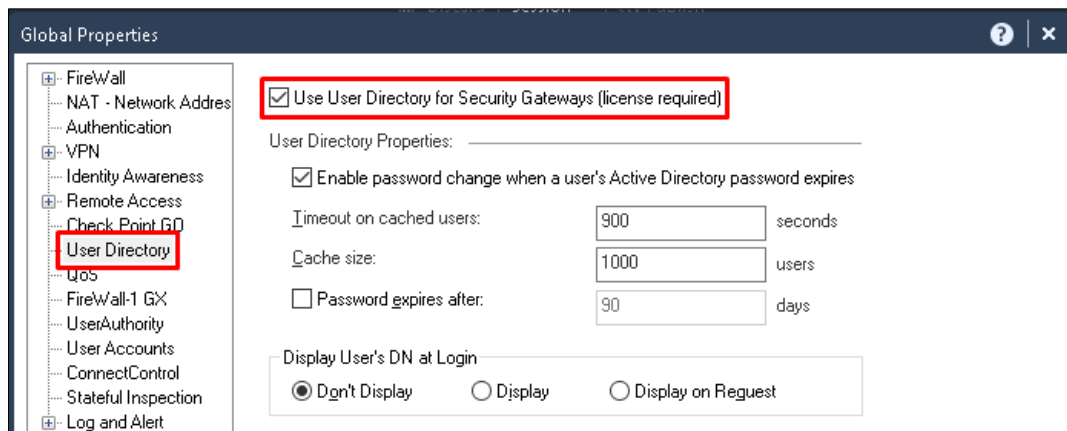 Global Properties
FireWall
NAT - Network Addres
Authentication
VPN
Identity Awareness
Remote Access
Check Point GO
User Directory
QoS
FireWall-1 GX
UserAuthority
User Accounts
ConnectControl
Stateful Inspection
Log and Alert
Use User Directory for Security Gateways (license required)
User Directory Properties:
Enable password change when a user's Active Directory password expires
Timeout on cached users: 900 seconds
Cache size: 1000 users
Password expires after: 90 days
Display User's DN at Login
Don't Display Display Display on Reguest